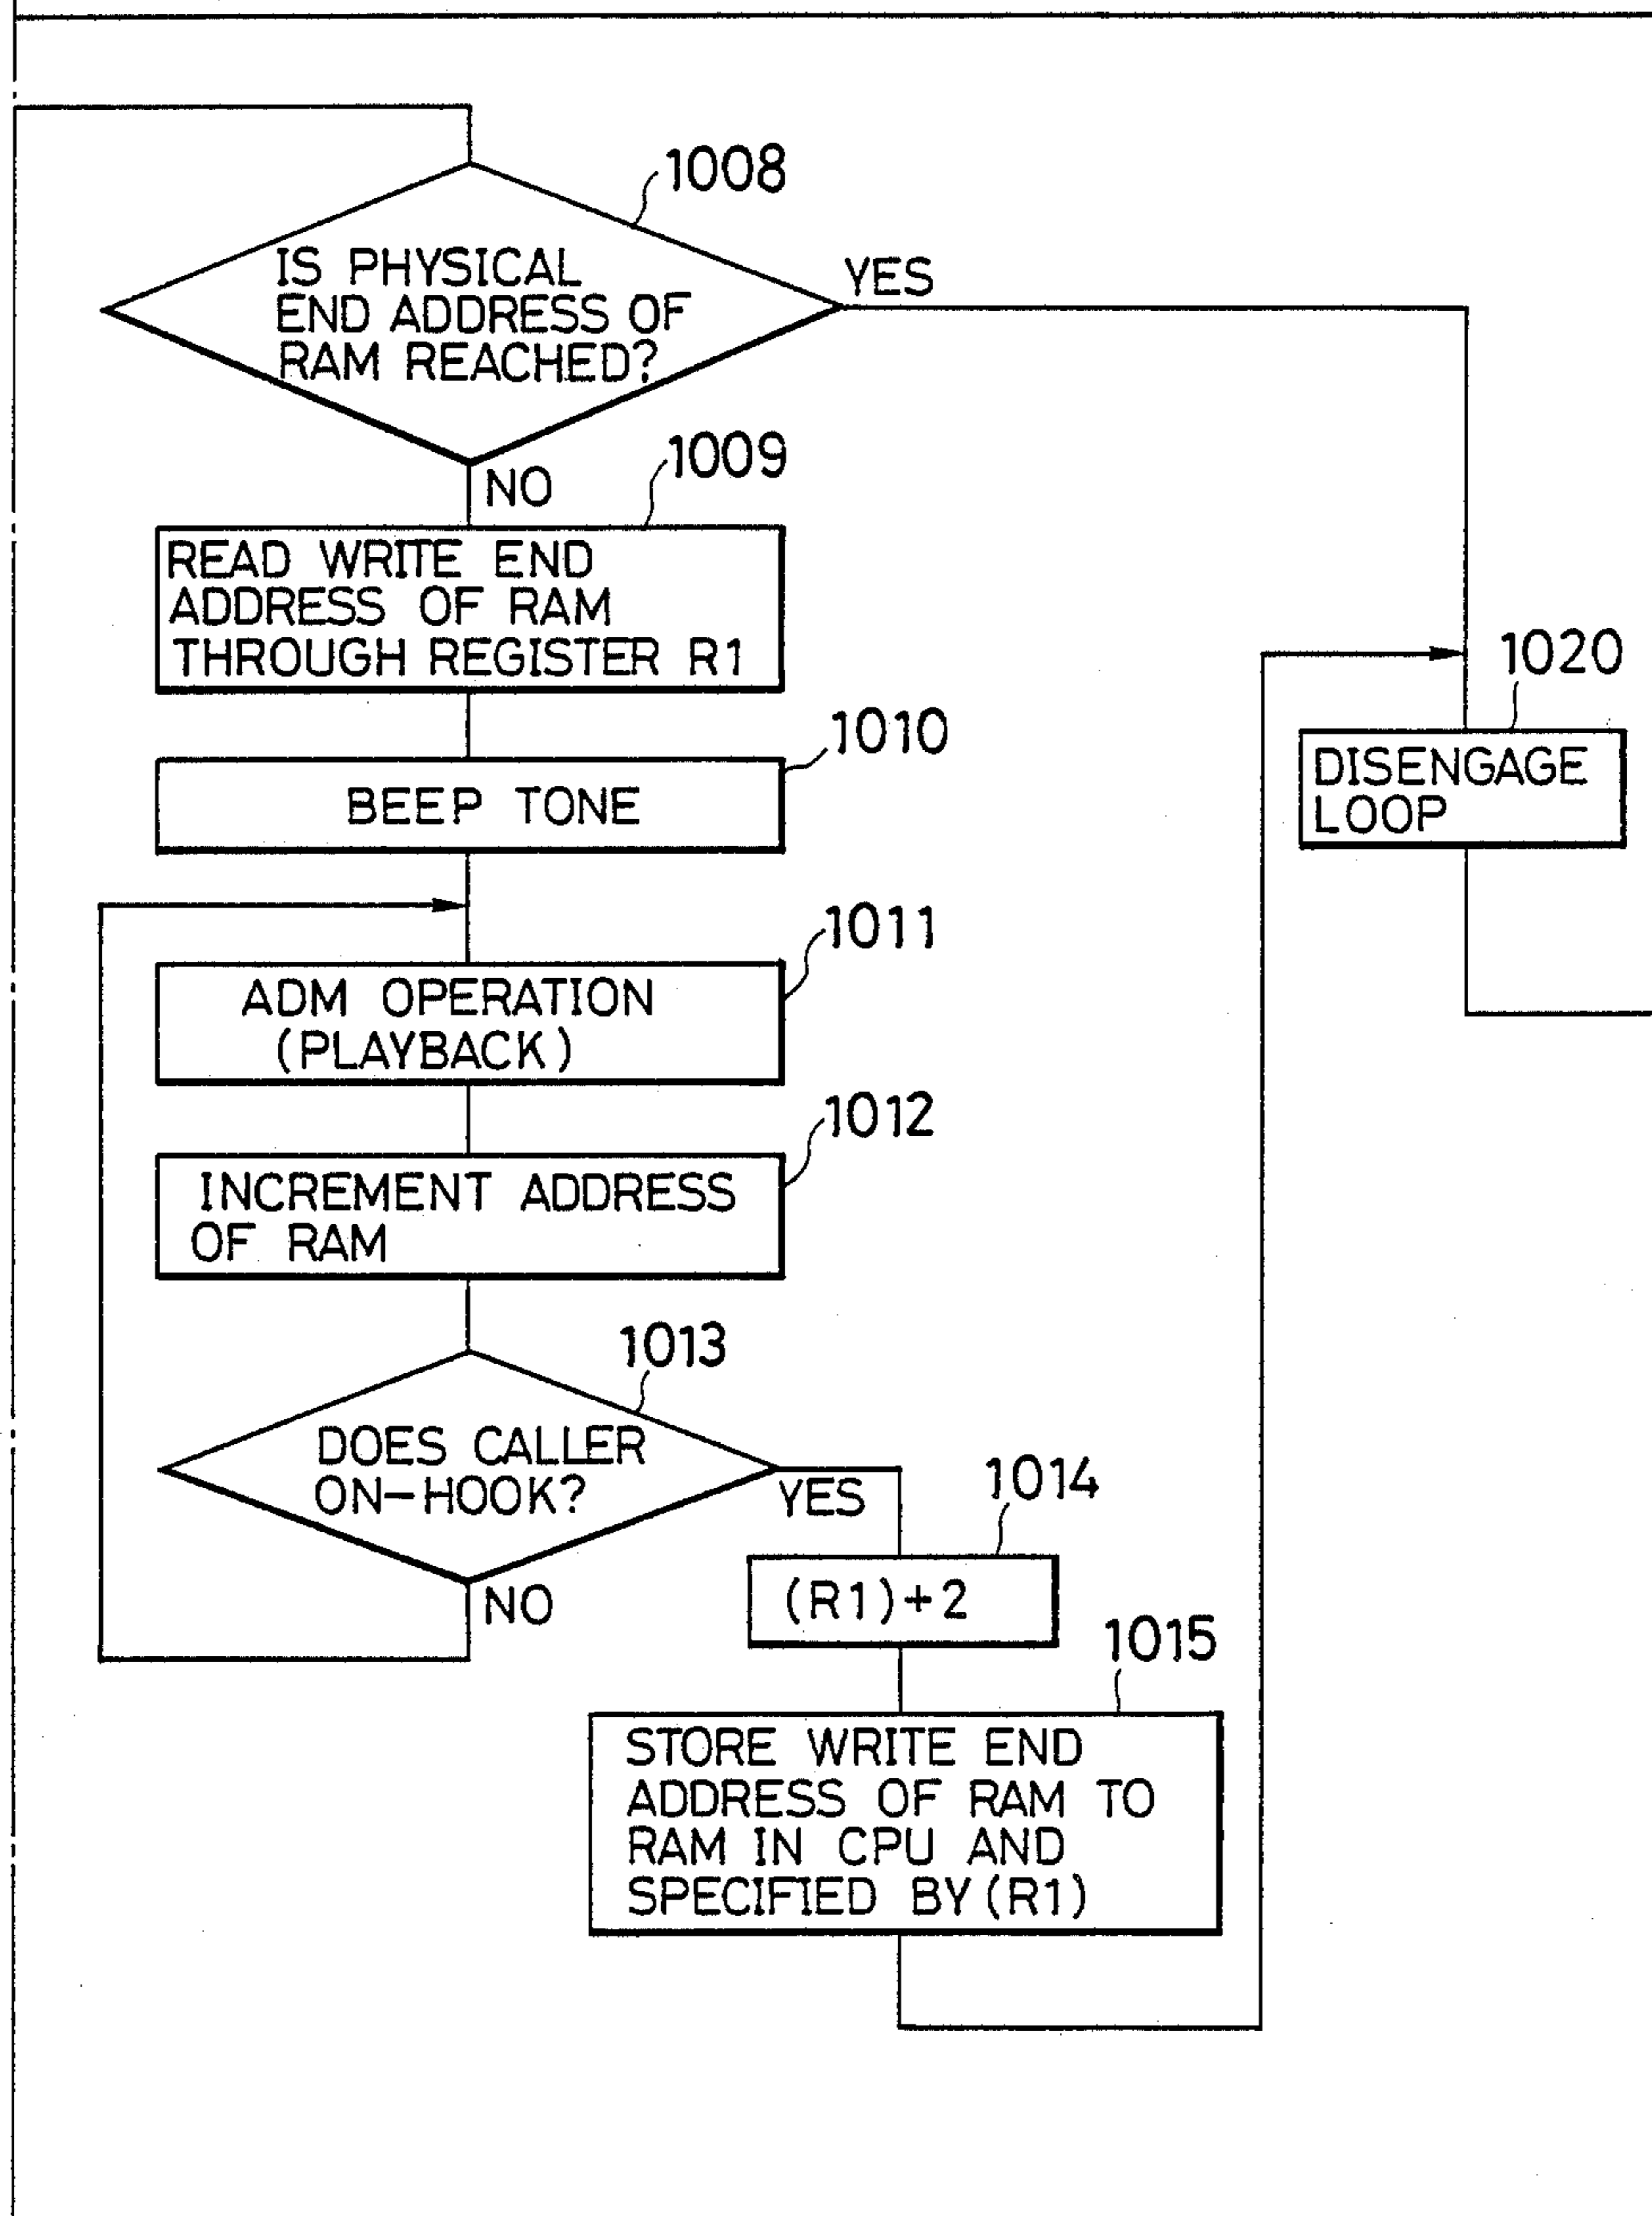 1008
IS PHYSICAL
END ADDRESS OF
RAM REACHED?
YES
NO
1009
READ WRITE END
ADDRESS OF RAM
THROUGH REGISTER R1
1010
BEEP TONE
1011
ADM OPERATION
(PLAYBACK)
1012
INCREMENT ADDRESS
OF RAM
1013
DOES CALLER
ON-HOOK?
YES
NO
1014
(R1)+2
1015
STORE WRITE END
ADDRESS OF RAM TO
RAM IN CPU AND
SPECIFIED BY (R1)
1020
DISENGAGE
LOOP